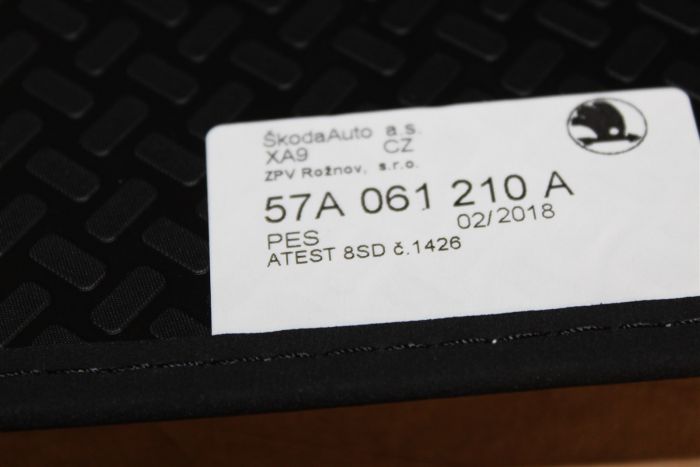 ŠkodaAuto a.s.
XA9 CZ
ZPV Rožnov, s.r.o.
57A 061 210 A
PES 02/2018
ATEST 8SD č.1426